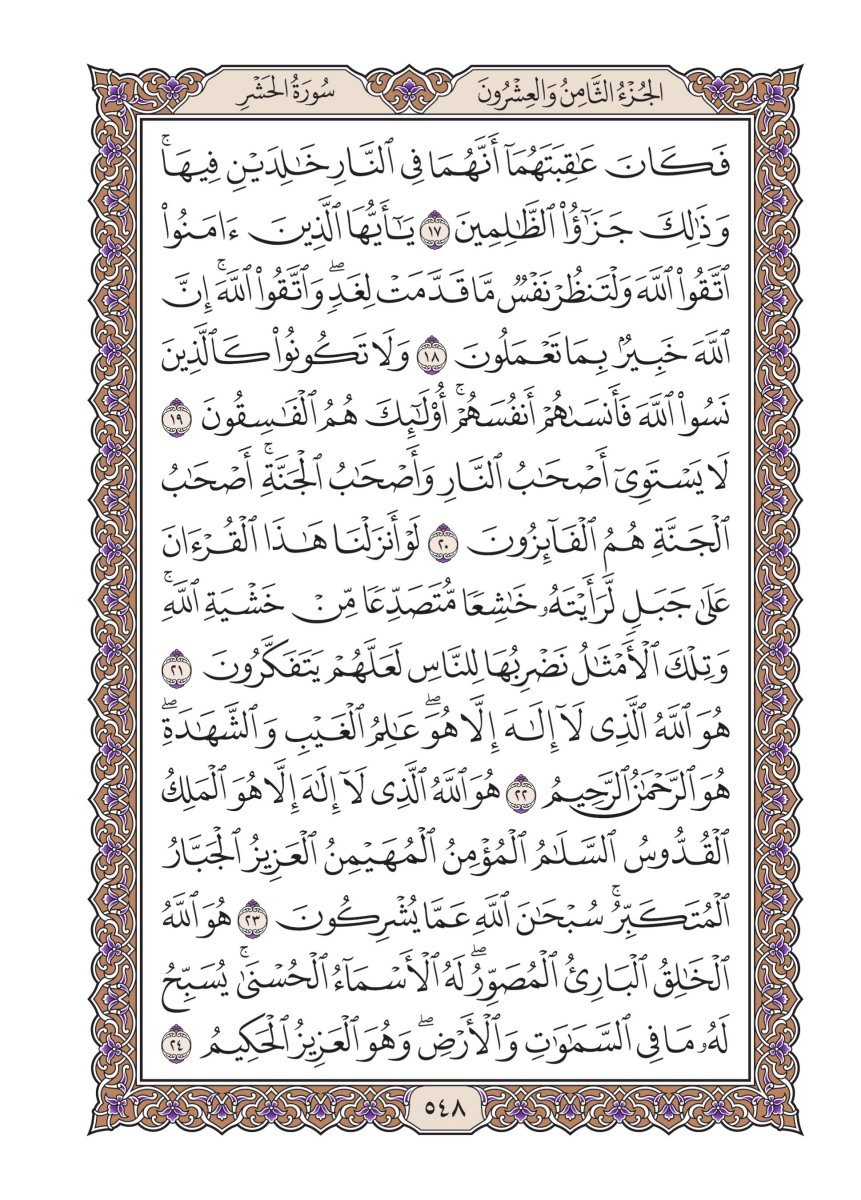 الجُزْءُ الثَّامِنُ وَالعِشْرُونَ
سُورَةُ الحَشْرِ
فَكَانَ عَٰقِبَتَهُمَآ أَنَّهُمَا فِي ٱلنَّارِ خَٰلِدَيْنِ فِيهَاۚ
وَذَٰلِكَ جَزَٰٓؤُا۟ ٱلظَّٰلِمِينَ ١٧ يَٰٓأَيُّهَا ٱلَّذِينَ ءَامَنُوا۟
ٱتَّقُوا۟ ٱللَّهَ وَلْتَنظُرْ نَفْسٌ مَّا قَدَّمَتْ لِغَدٍۖ وَٱتَّقُوا۟ ٱللَّهَۚ إِنَّ
ٱللَّهَ خَبِيرٌۢ بِمَا تَعْمَلُونَ ١٨ وَلَا تَكُونُوا۟ كَٱلَّذِينَ
نَسُوا۟ ٱللَّهَ فَأَنسَىٰهُمْ أَنفُسَهُمْۚ أُو۟لَٰٓئِكَ هُمُ ٱلْفَٰسِقُونَ ١٩
لَا يَسْتَوِيٓ أَصْحَٰبُ ٱلنَّارِ وَأَصْحَٰبُ ٱلْجَنَّةِۚ أَصْحَٰبُ
ٱلْجَنَّةِ هُمُ ٱلْفَآئِزُونَ ٢٠ لَوْ أَنزَلْنَا هَٰذَا ٱلْقُرْءَانَ
عَلَىٰ جَبَلٍ لَّرَأَيْتَهُۥ خَٰشِعًا مُّتَصَدِّعًا مِّنْ خَشْيَةِ ٱللَّهِۚ
وَتِلْكَ ٱلْأَمْثَٰلُ نَضْرِبُهَا لِلنَّاسِ لَعَلَّهُمْ يَتَفَكَّرُونَ ٢١
هُوَ ٱللَّهُ ٱلَّذِي لَآ إِلَٰهَ إِلَّا هُوَۖ عَٰلِمُ ٱلْغَيْبِ وَٱلشَّهَٰدَةِۖ
هُوَ ٱلرَّحْمَٰنُ ٱلرَّحِيمُ ٢٢ هُوَ ٱللَّهُ ٱلَّذِي لَآ إِلَٰهَ إِلَّا هُوَ ٱلْمَلِكُ
ٱلْقُدُّوسُ ٱلسَّلَٰمُ ٱلْمُؤْمِنُ ٱلْمُهَيْمِنُ ٱلْعَزِيزُ ٱلْجَبَّارُ
ٱلْمُتَكَبِّرُۚ سُبْحَٰنَ ٱللَّهِ عَمَّا يُشْرِكُونَ ٢٣ هُوَ ٱللَّهُ
ٱلْخَٰلِقُ ٱلْبَارِئُ ٱلْمُصَوِّرُۖ لَهُ ٱلْأَسْمَآءُ ٱلْحُسْنَىٰۚ يُسَبِّحُ
لَهُۥ مَا فِي ٱلسَّمَٰوَٰتِ وَٱلْأَرْضِۖ وَهُوَ ٱلْعَزِيزُ ٱلْحَكِيمُ ٢٤
٥٤٨